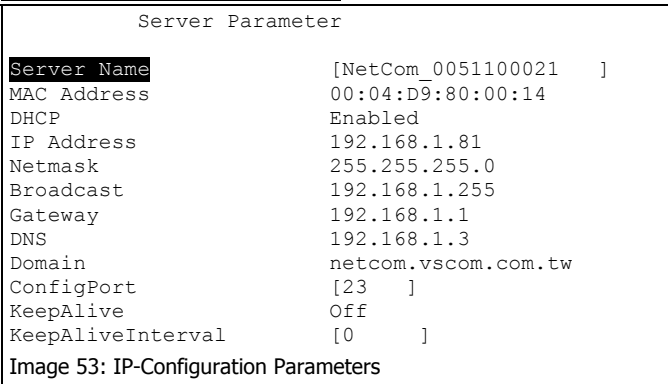 Server Parameter
Server Name [NetCom_0051100021 ]
MAC Address 00:04:D9:80:00:14
DHCP Enabled
IP Address 192.168.1.81
Netmask 255.255.255.0
Broadcast 192.168.1.255
Gateway 192.168.1.1
DNS 192.168.1.3
Domain netcom.vscom.com.tw
ConfigPort [23 ]
KeepAlive Off
KeepAliveInterval [0 ]
Image 53: IP-Configuration Parameters